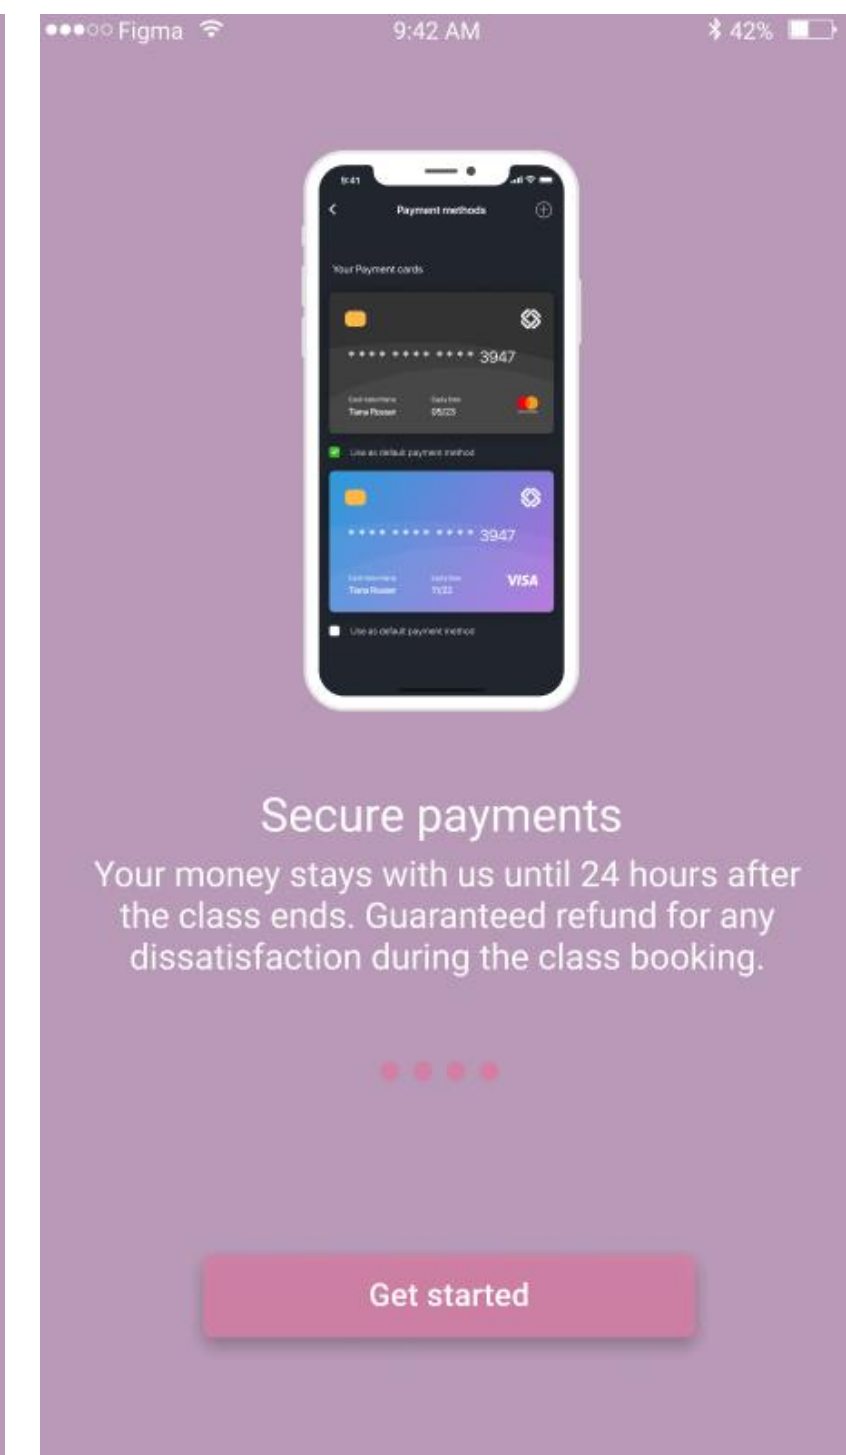 Figma 9:42 AM 42%
9:41
Payment methods
Your Payment cards
**** **** **** 3947
Tiana Rosser 05/23
Use as default payment method
**** **** **** 3947
VISA
Tiana Rosser 11/22
Use as default payment method
Secure payments
Your money stays with us until 24 hours after
the class ends. Guaranteed refund for any
dissatisfaction during the class booking.
Get started